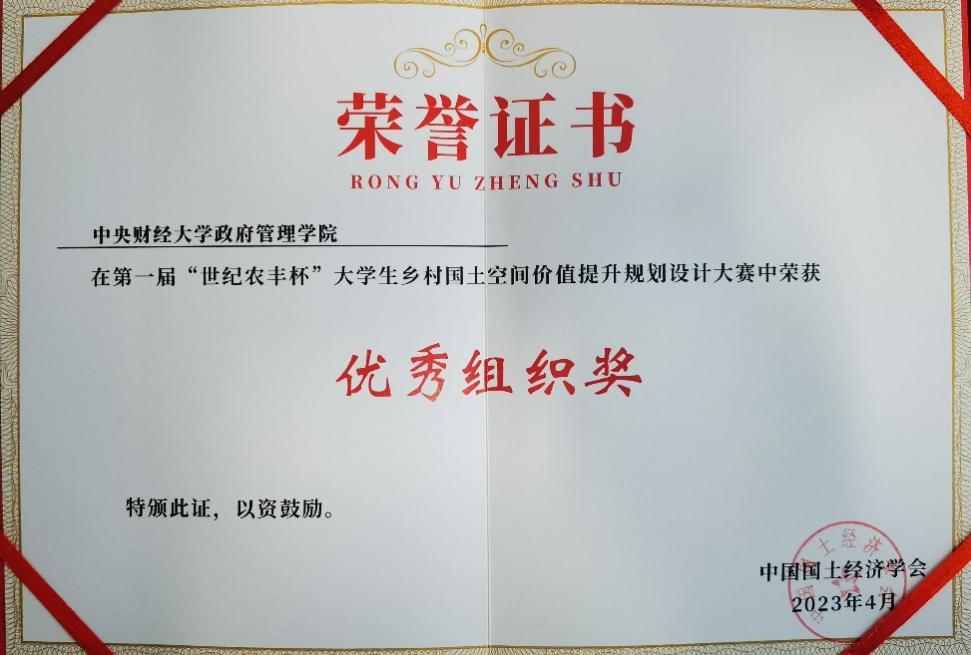 荣誉证书
RONG YU ZHENG SHU
中央财经大学政府管理学院
在第一届“世纪农丰杯”大学生乡村国土空间价值提升规划设计大赛中荣获
优秀组织奖
特颁此证，以资鼓励。
中国国土经济学会
2023年4月